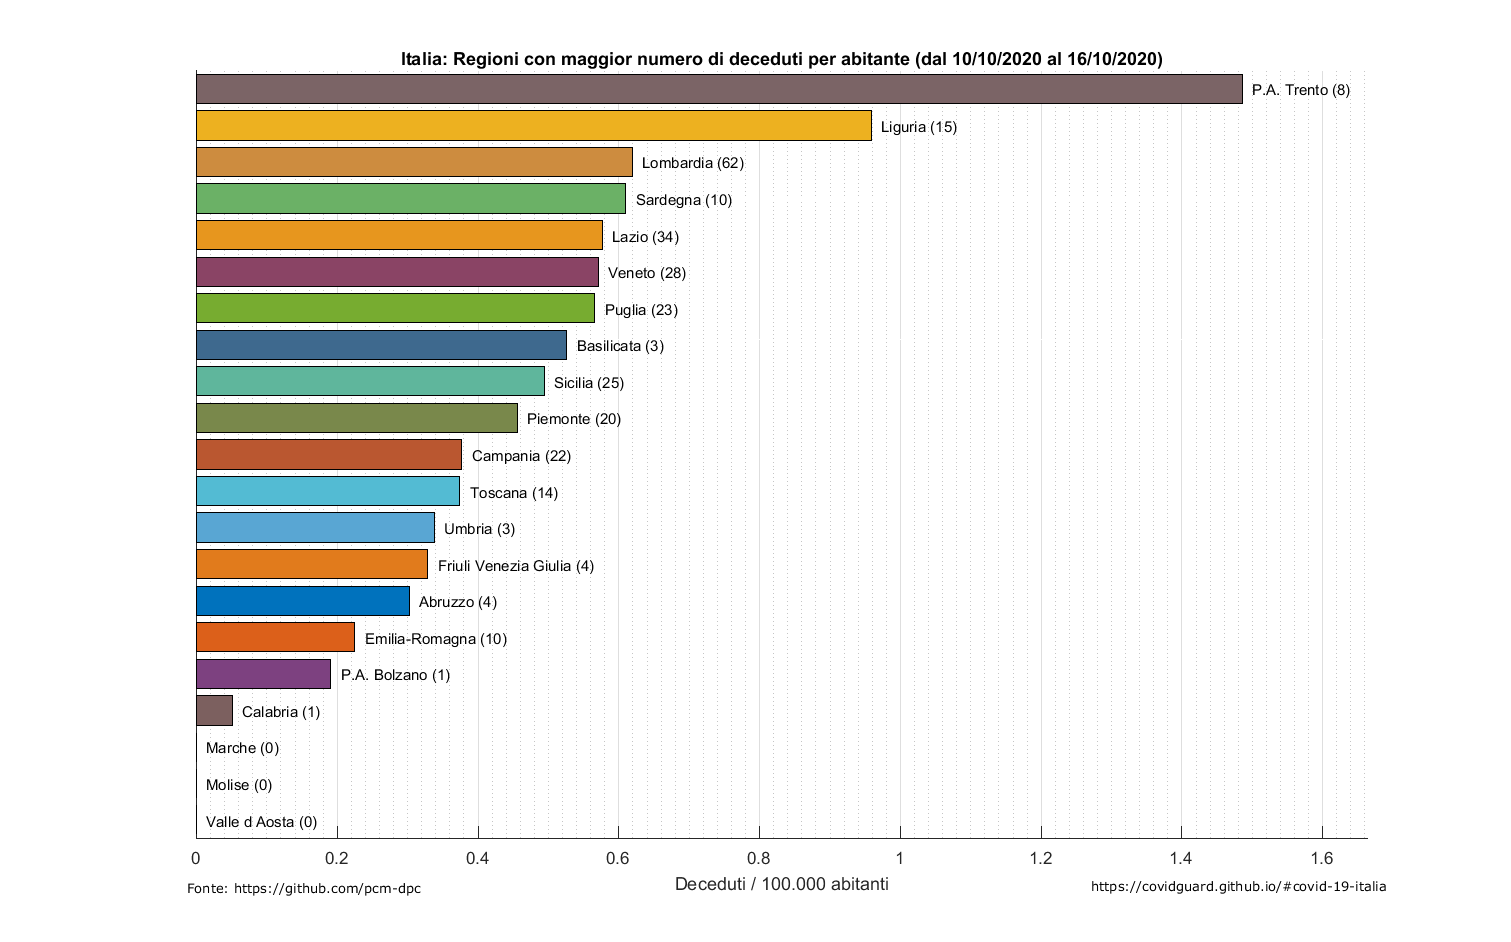 Italia: Regioni con maggior numero di deceduti per abitante (dal 10/10/2020 al 16/10/2020)
P.A. Trento (8)
Liguria (15)
Lombardia (62)
Sardegna (10)
Lazio (34)
Veneto (28)
Puglia (23)
Basilicata (3)
Sicilia (25)
Piemonte (20)
Campania (22)
Toscana (14)
Umbria (3)
Friuli Venezia Giulia (4)
Abruzzo (4)
Emilia-Romagna (10)
P.A. Bolzano (1)
Calabria (1)
Marche (0)
Molise (0)
Valle d Aosta (0)
0 0.2 0.4 0.6 0.8 1 1.2 1.4 1.6
Deceduti / 100.000 abitanti
Fonte: https://github.com/pcm-dpc
https://covidguard.github.io/#covid-19-italia